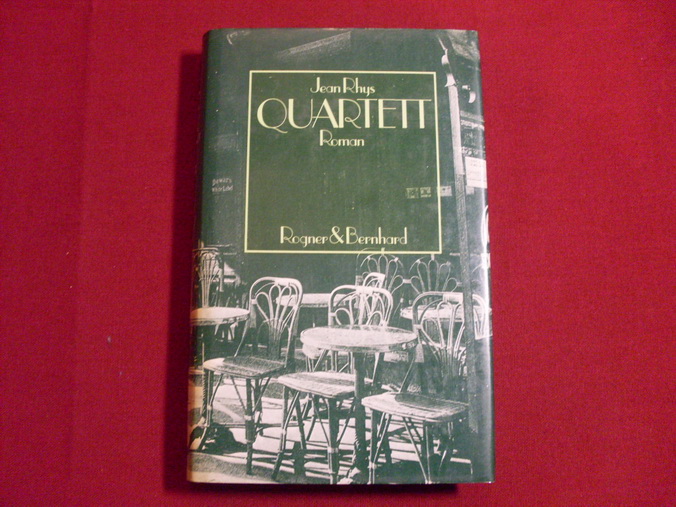 Jean Rhys
QUARTETT
Roman
Rogner & Bernhard